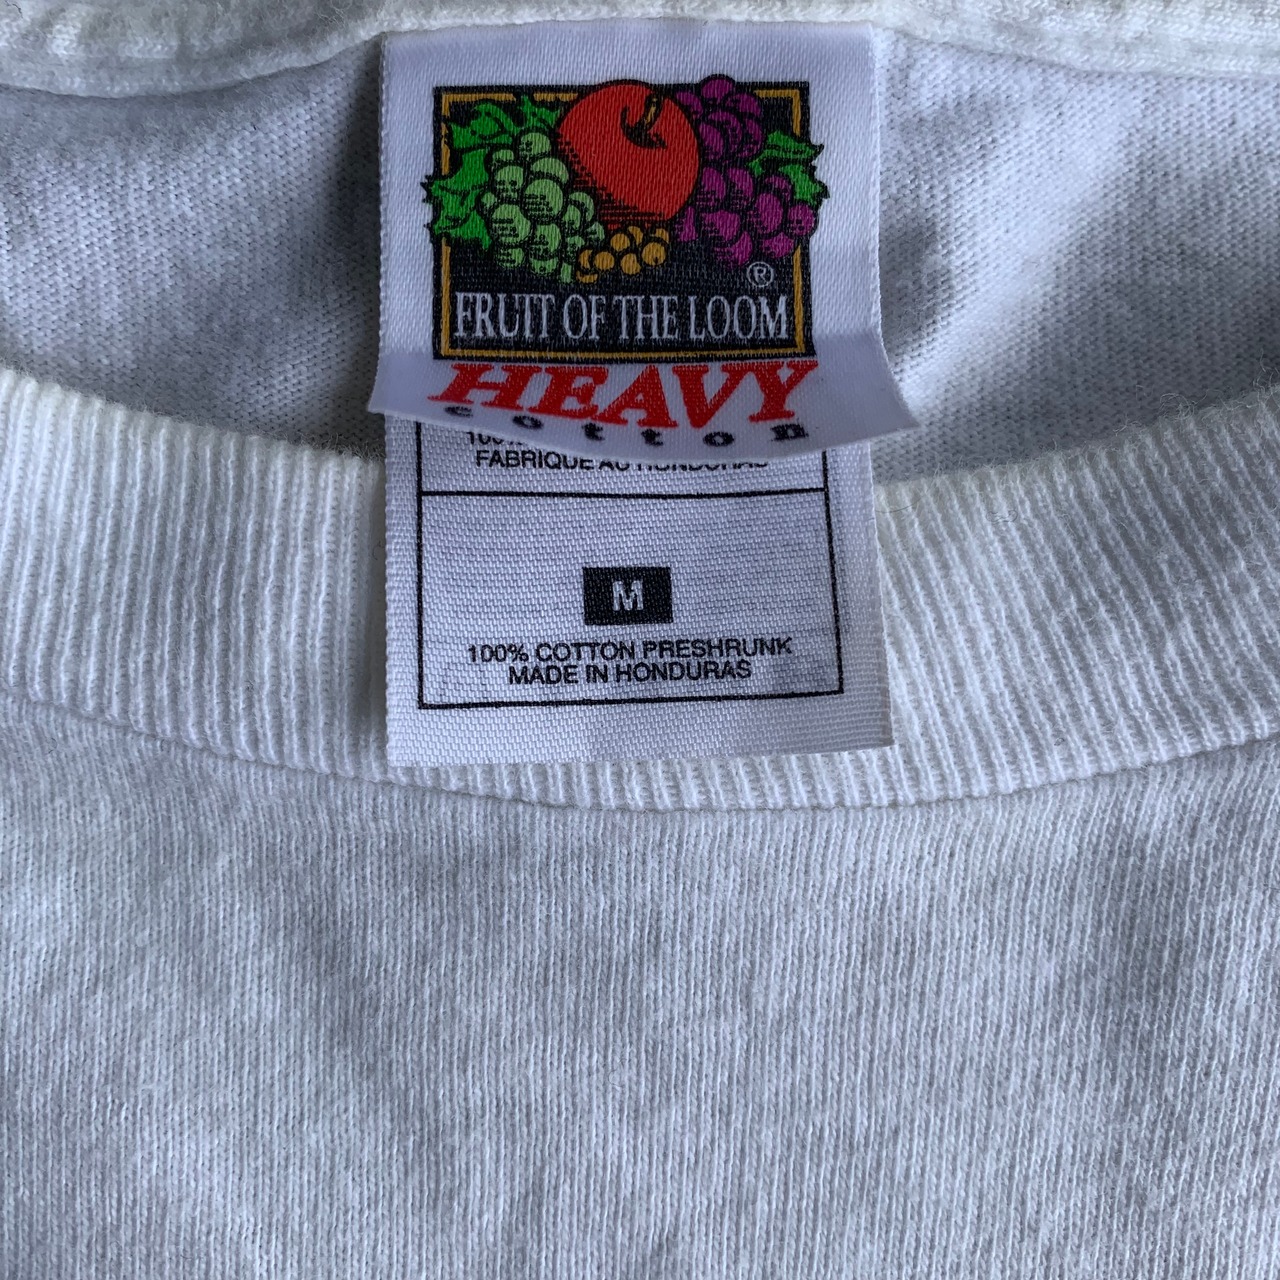 ®
FRUIT OF THE LOOM
HEAVY
cotton
FABRIQUE AU HONDURAS
M
100% COTTON PRESHRUNK
MADE IN HONDURAS